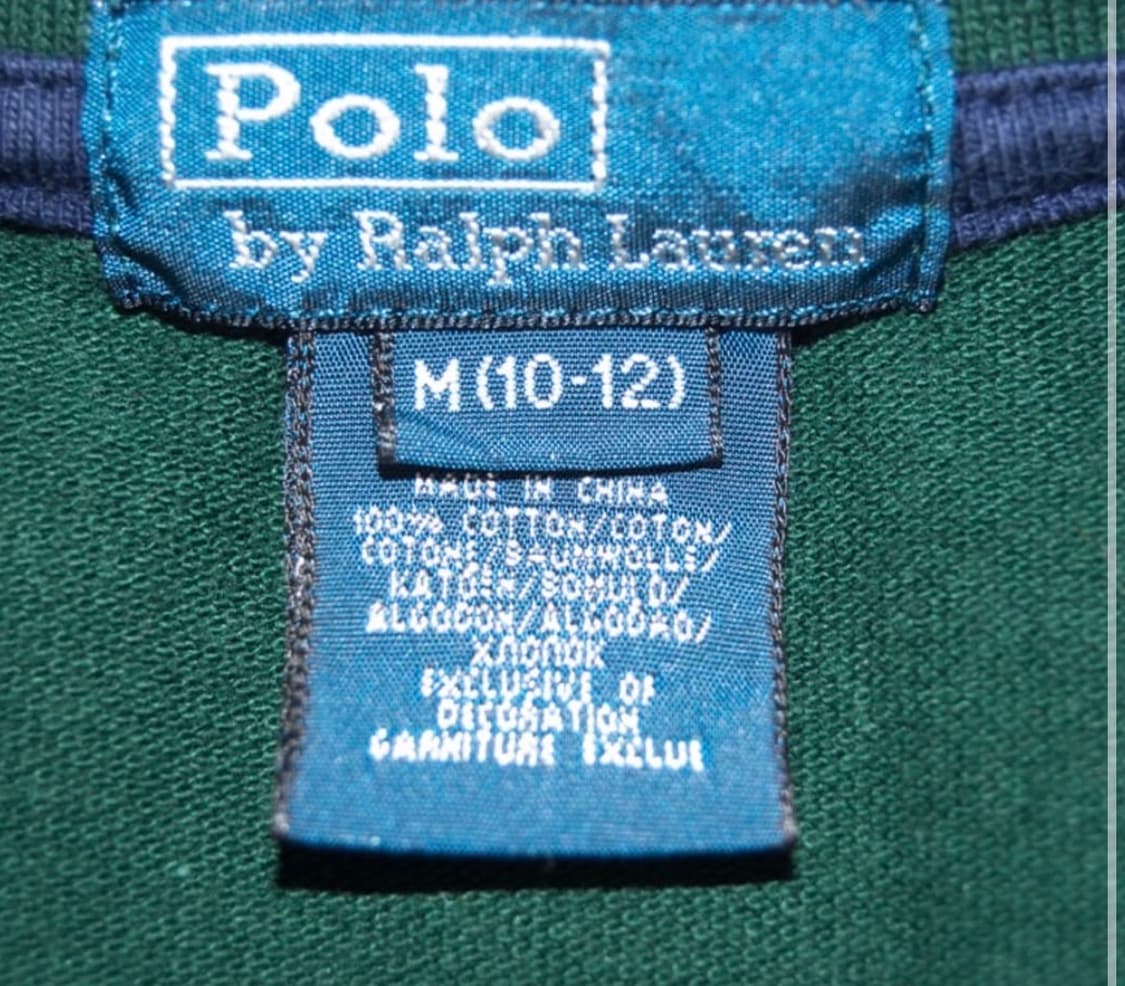 Polo
by Ralph Lauren
M (10-12)
MADE IN CHINA
100% COTTON/COTON/
COTONE/BAUMWOLLE/
KATOEN/BOMULD/
ALGODON/ALGODAO/
ХЛОПОК
EXCLUSIVE OF
DECORATION
GARNITURE EXCLUE